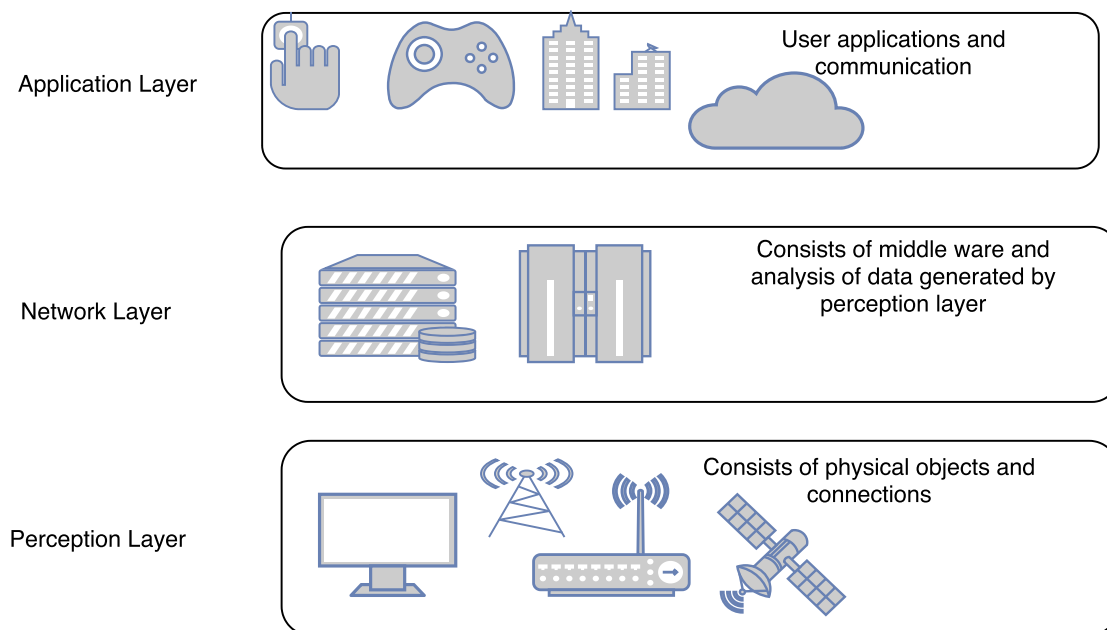 Application Layer
User applications and
communication
Network Layer
Consists of middle ware and
analysis of data generated by
perception layer
Perception Layer
Consists of physical objects and
connections